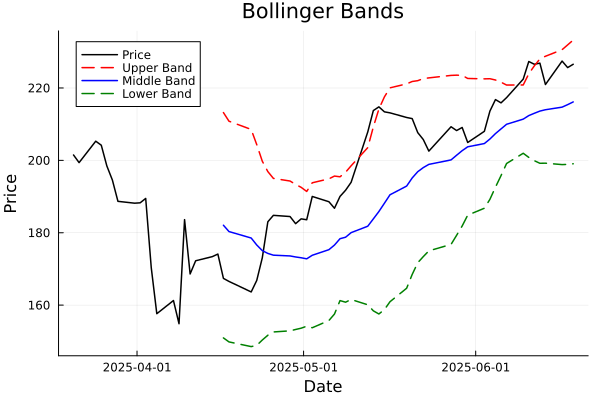 Bollinger Bands
Price
Upper Band
Middle Band
Lower Band
Price
220
200
180
160
2025-04-01
2025-05-01
2025-06-01
Date